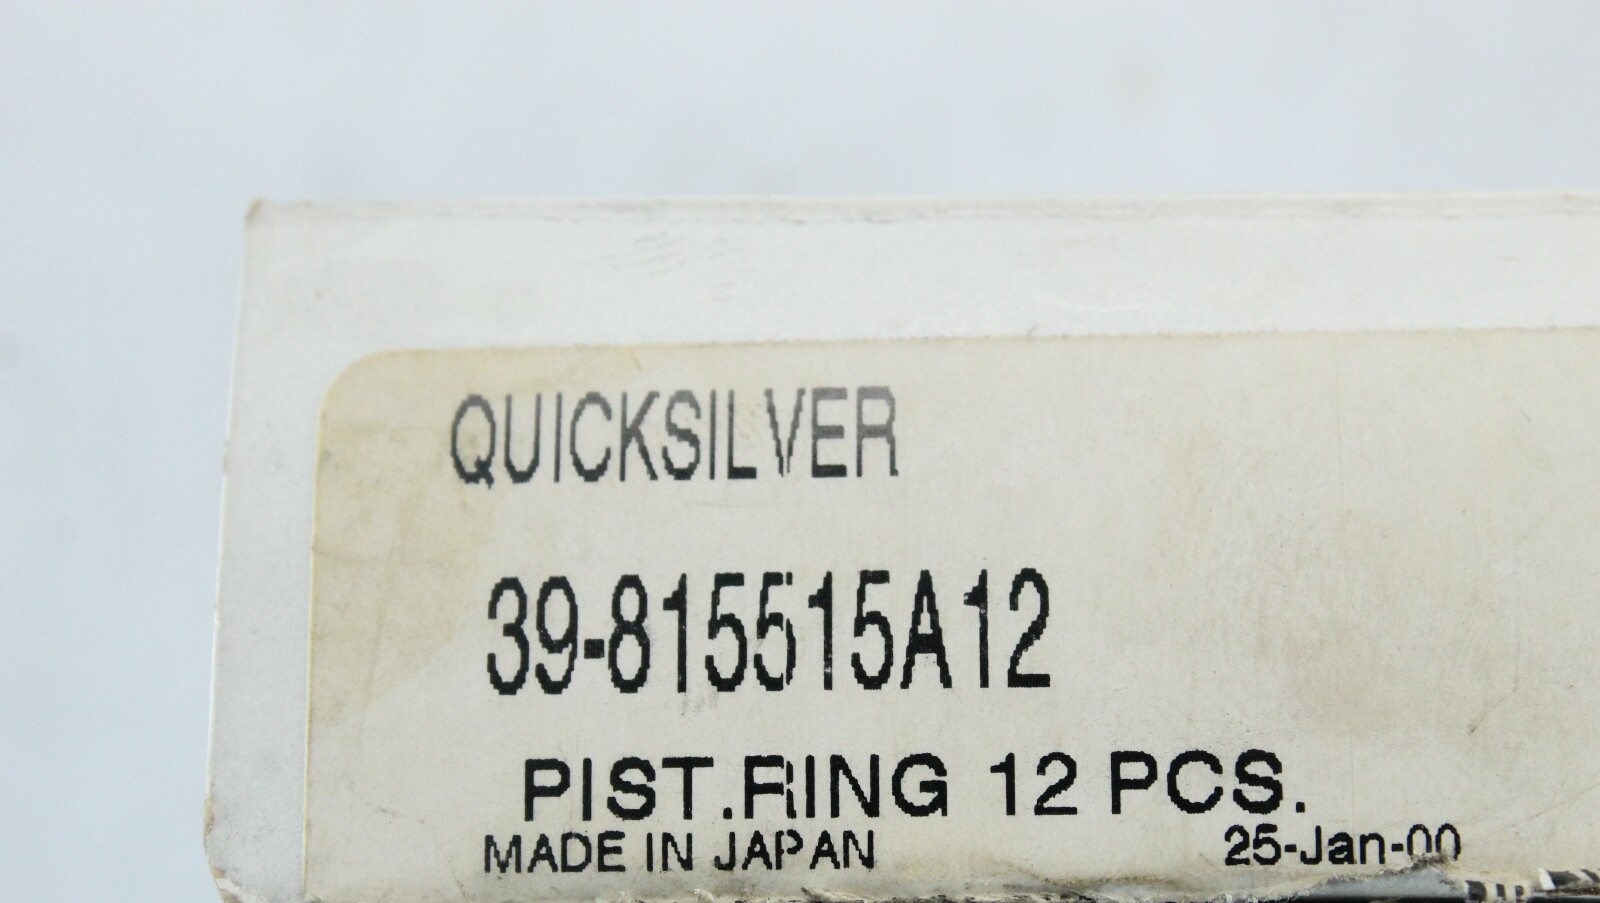 QUICKSILVER
39-815515A12
PIST.RING 12 PCS.
MADE IN JAPAN 25-Jan-00